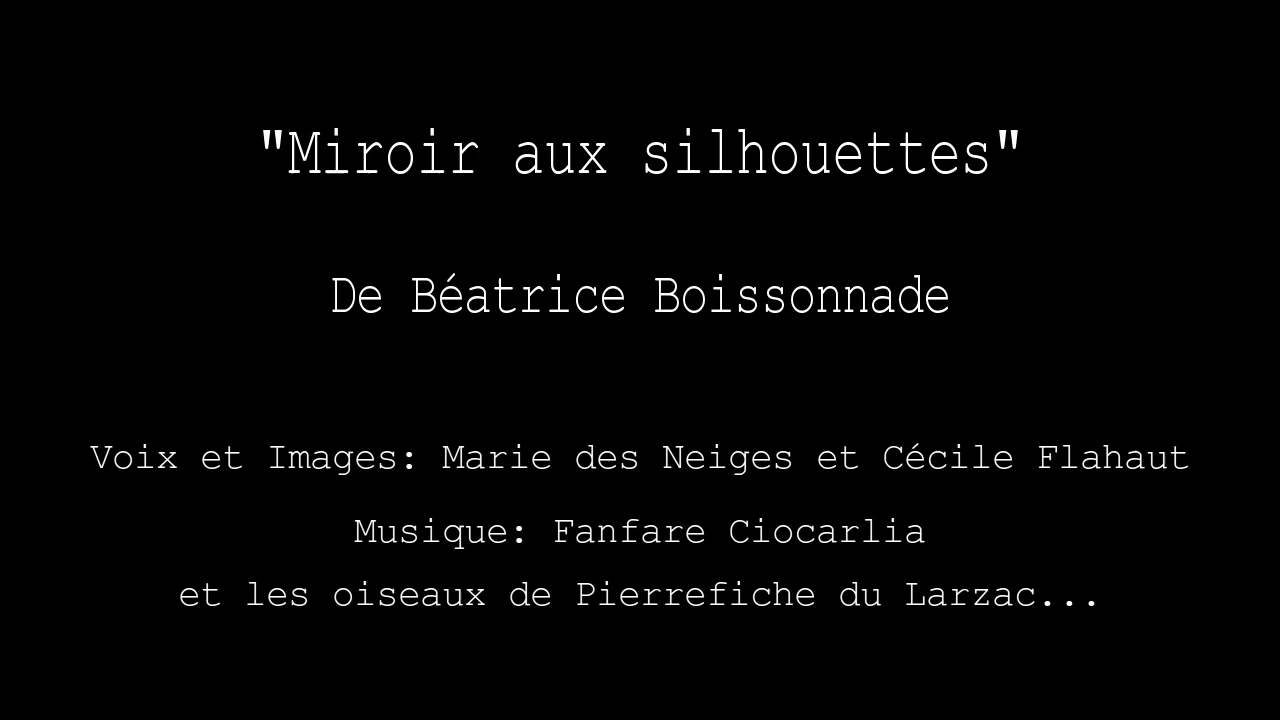 "Miroir aux silhouettes"
De Béatrice Boissonnade
Voix et Images: Marie des Neiges et Cécile Flahaut
Musique: Fanfare Ciocarlia
et les oiseaux de Pierrefiche du Larzac...